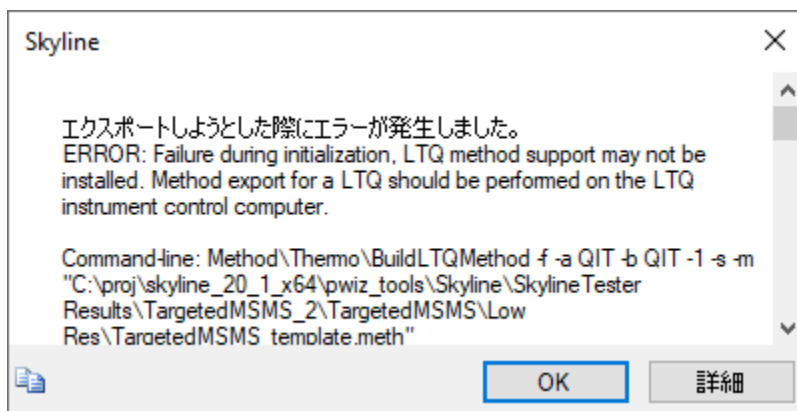 Skyline
エクスポートしようとした際にエラーが発生しました。
ERROR: Failure during initialization, LTQ method support may not be
installed. Method export for a LTQ should be performed on the LTQ
instrument control computer.
Command-line: Method\Thermo\BuildLTQMethod -f -a QIT -b QIT -1 -s -m
"C:\proj\skyline_20_1_x64\pwiz_tools\Skyline\SkylineTester
Results\TargetedMSMS_2\TargetedMSMS\Low
Res\TargetedMSMS_template.meth"
OK
詳細